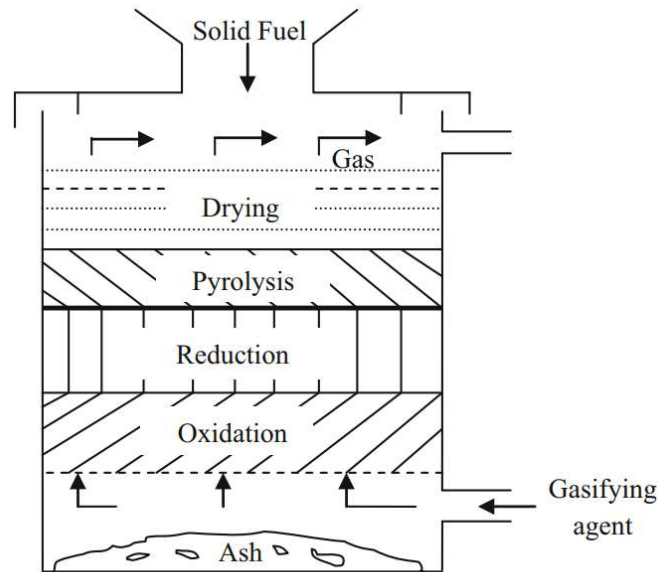 Solid Fuel
Gas
Drying
Pyrolysis
Reduction
Oxidation
Gasifying
agent
Ash